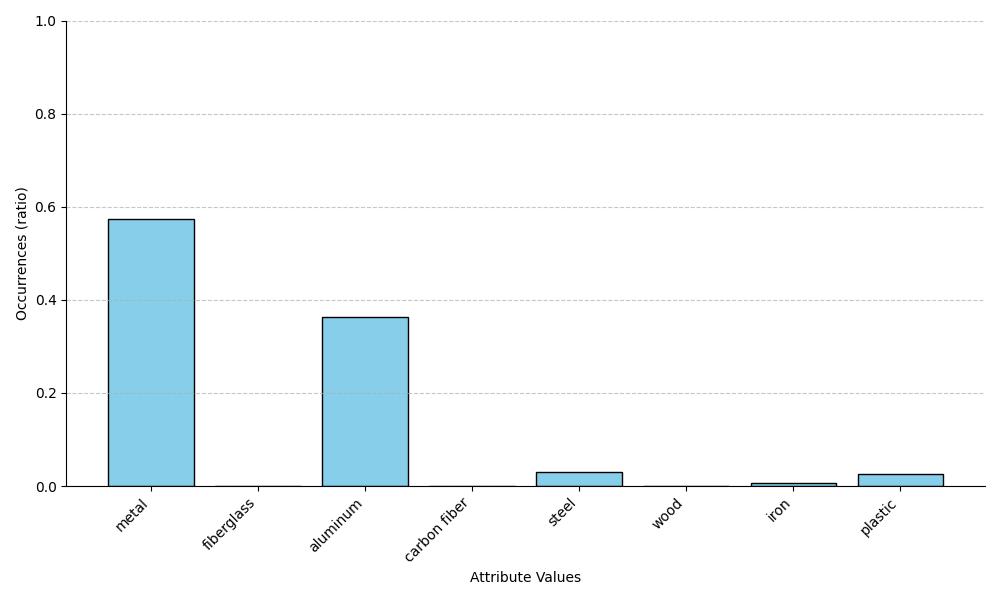 1.0
0.8
0.6
0.4
0.2
0.0
Occurrences (ratio)
metal
fiberglass
aluminum
carbon fiber
steel
wood
iron
plastic
Attribute Values